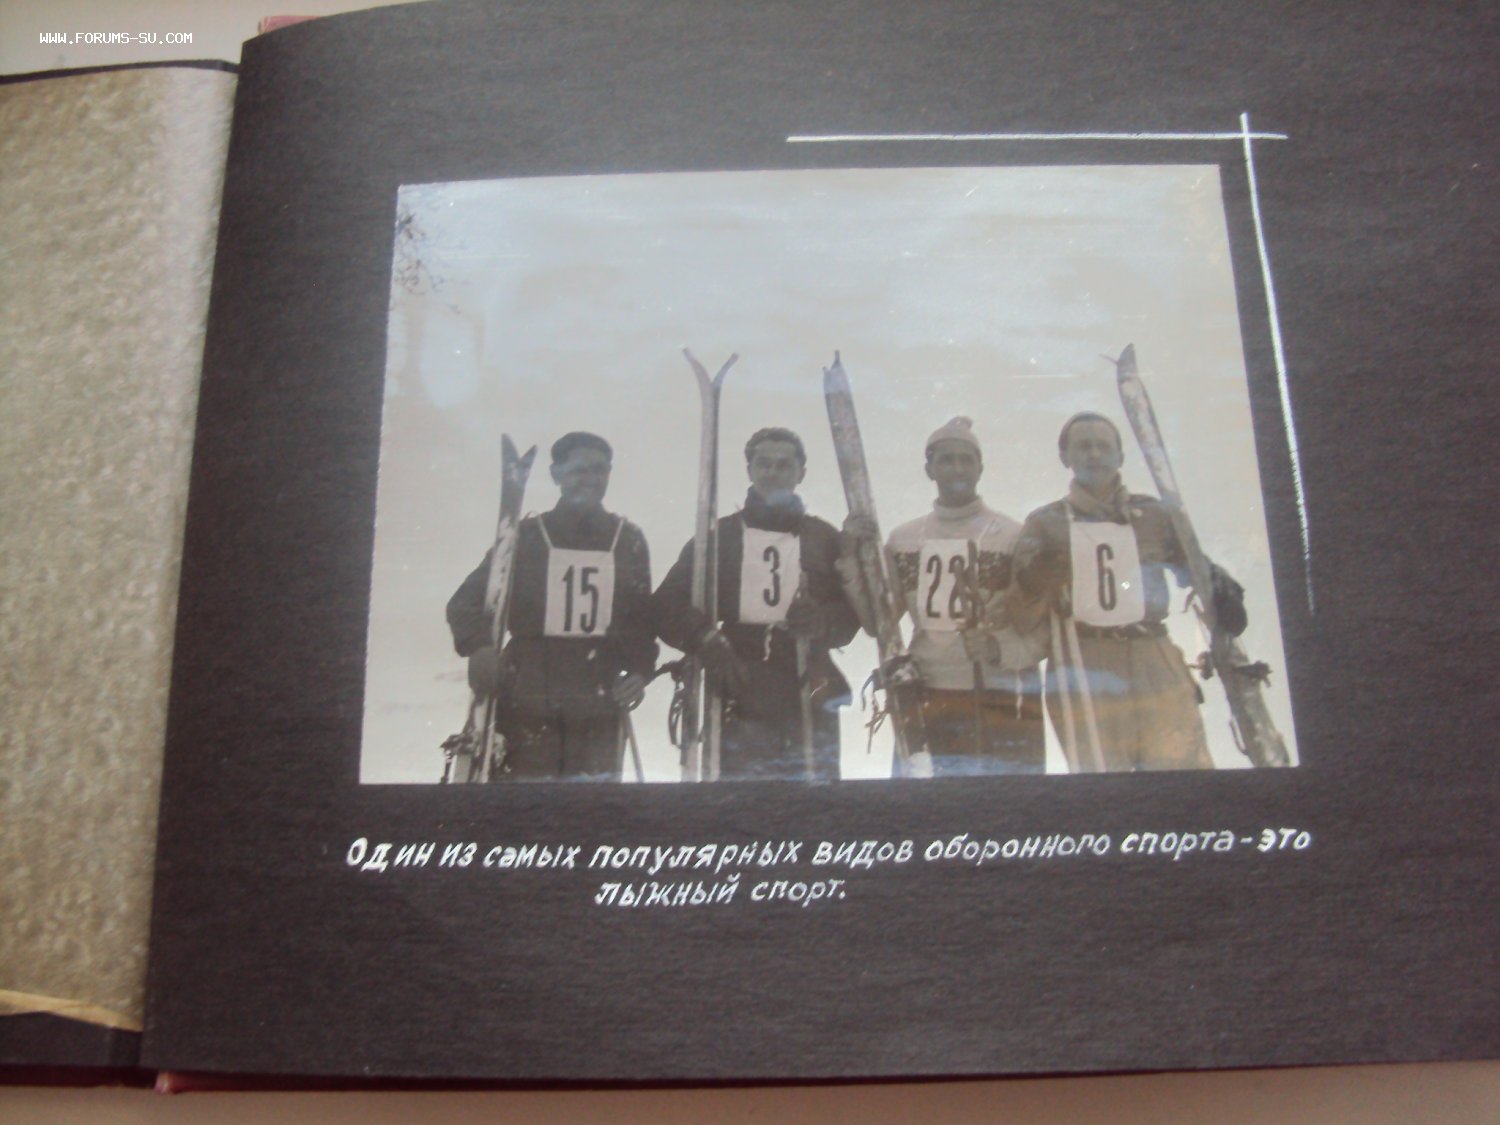 WWW.FORUMS-SU.COM
15
3
22
6
Один из самых популярных видов оборонного спорта - это
лыжный спорт.